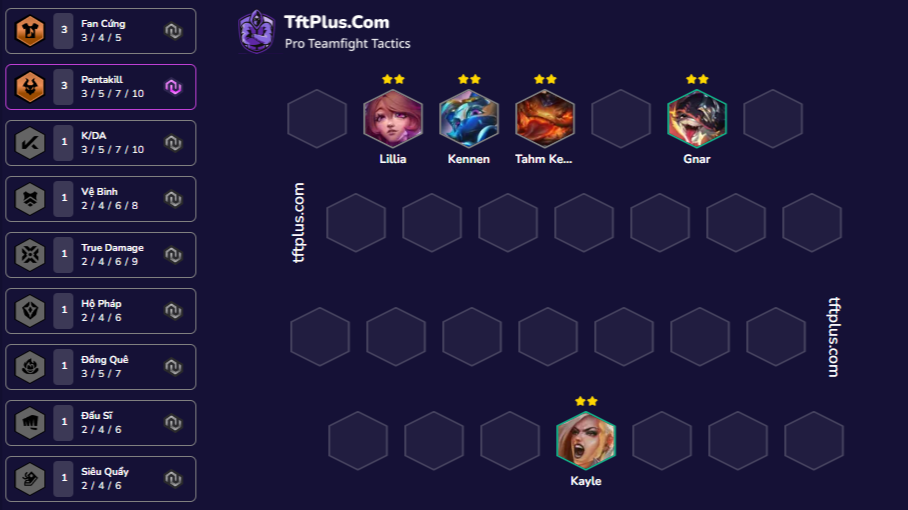 TftPlus.Com
Pro Teamfight Tactics
3
Fan Cứng
3 / 4 / 5
3
Pentakill
3 / 5 / 7 / 10
1
K/DA
3 / 5 / 7 / 10
1
Vệ Binh
2 / 4 / 6 / 8
1
True Damage
2 / 4 / 6 / 9
1
Hộ Pháp
2 / 4 / 6
1
Đồng Quê
3 / 5 / 7
1
Đấu Sĩ
2 / 4 / 6
1
Siêu Quẩy
2 / 4 / 6
Lillia
Kennen
Tahm Ke...
Gnar
tftplus.com
tftplus.com
Kayle